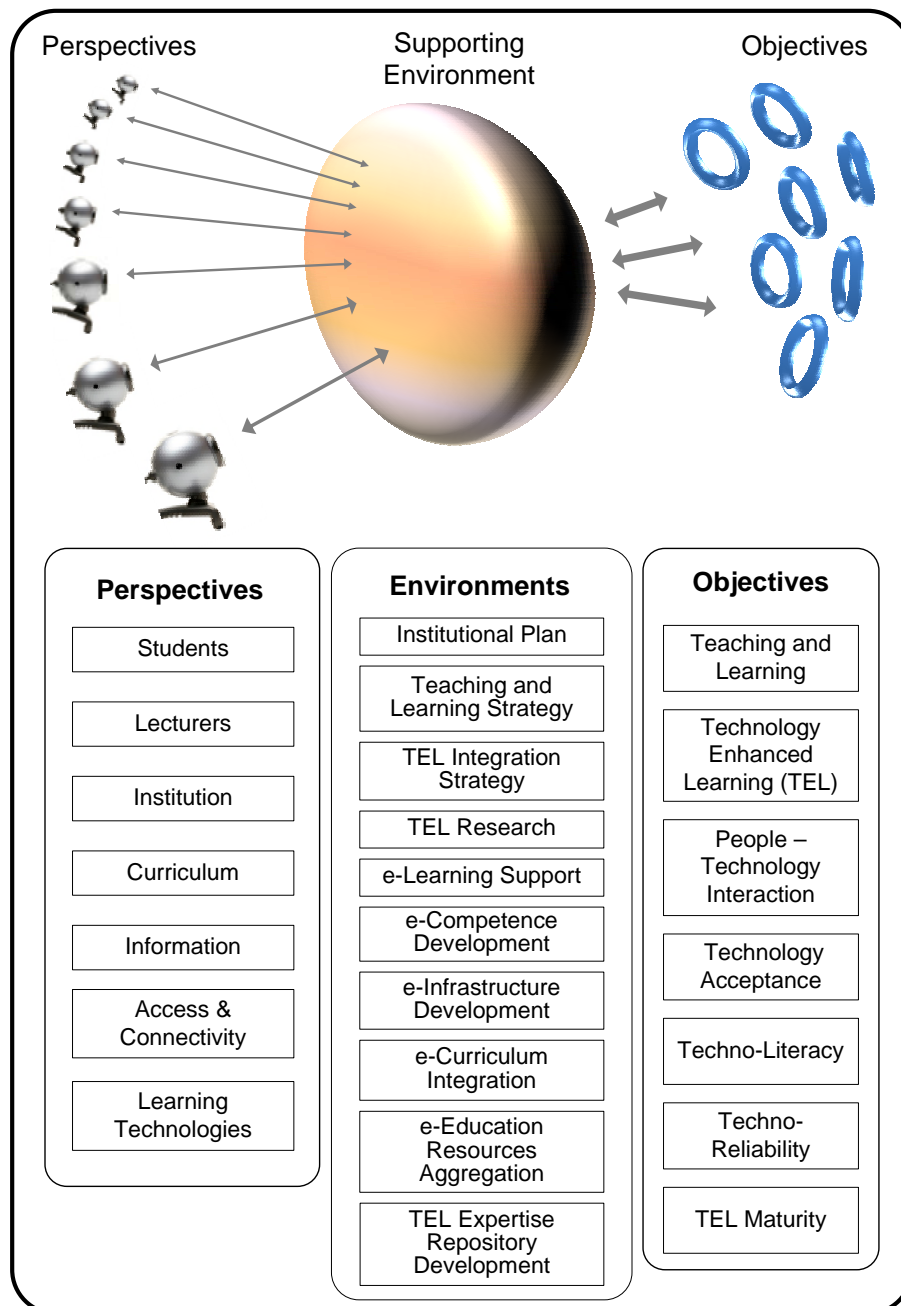 Perspectives
Supporting
Environment
Objectives
Perspectives
Students
Lecturers
Institution
Curriculum
Information
Access &
Connectivity
Learning
Technologies
Environments
Institutional Plan
Teaching and
Learning Strategy
TEL Integration
Strategy
TEL Research
e-Learning Support
e-Competence
Development
e-Infrastructure
Development
e-Curriculum
Integration
e-Education
Resources
Aggregation
TEL Expertise
Repository
Development
Objectives
Teaching and
Learning
Technology
Enhanced
Learning (TEL)
People –
Technology
Interaction
Technology
Acceptance
Techno-Literacy
Techno-
Reliability
TEL Maturity